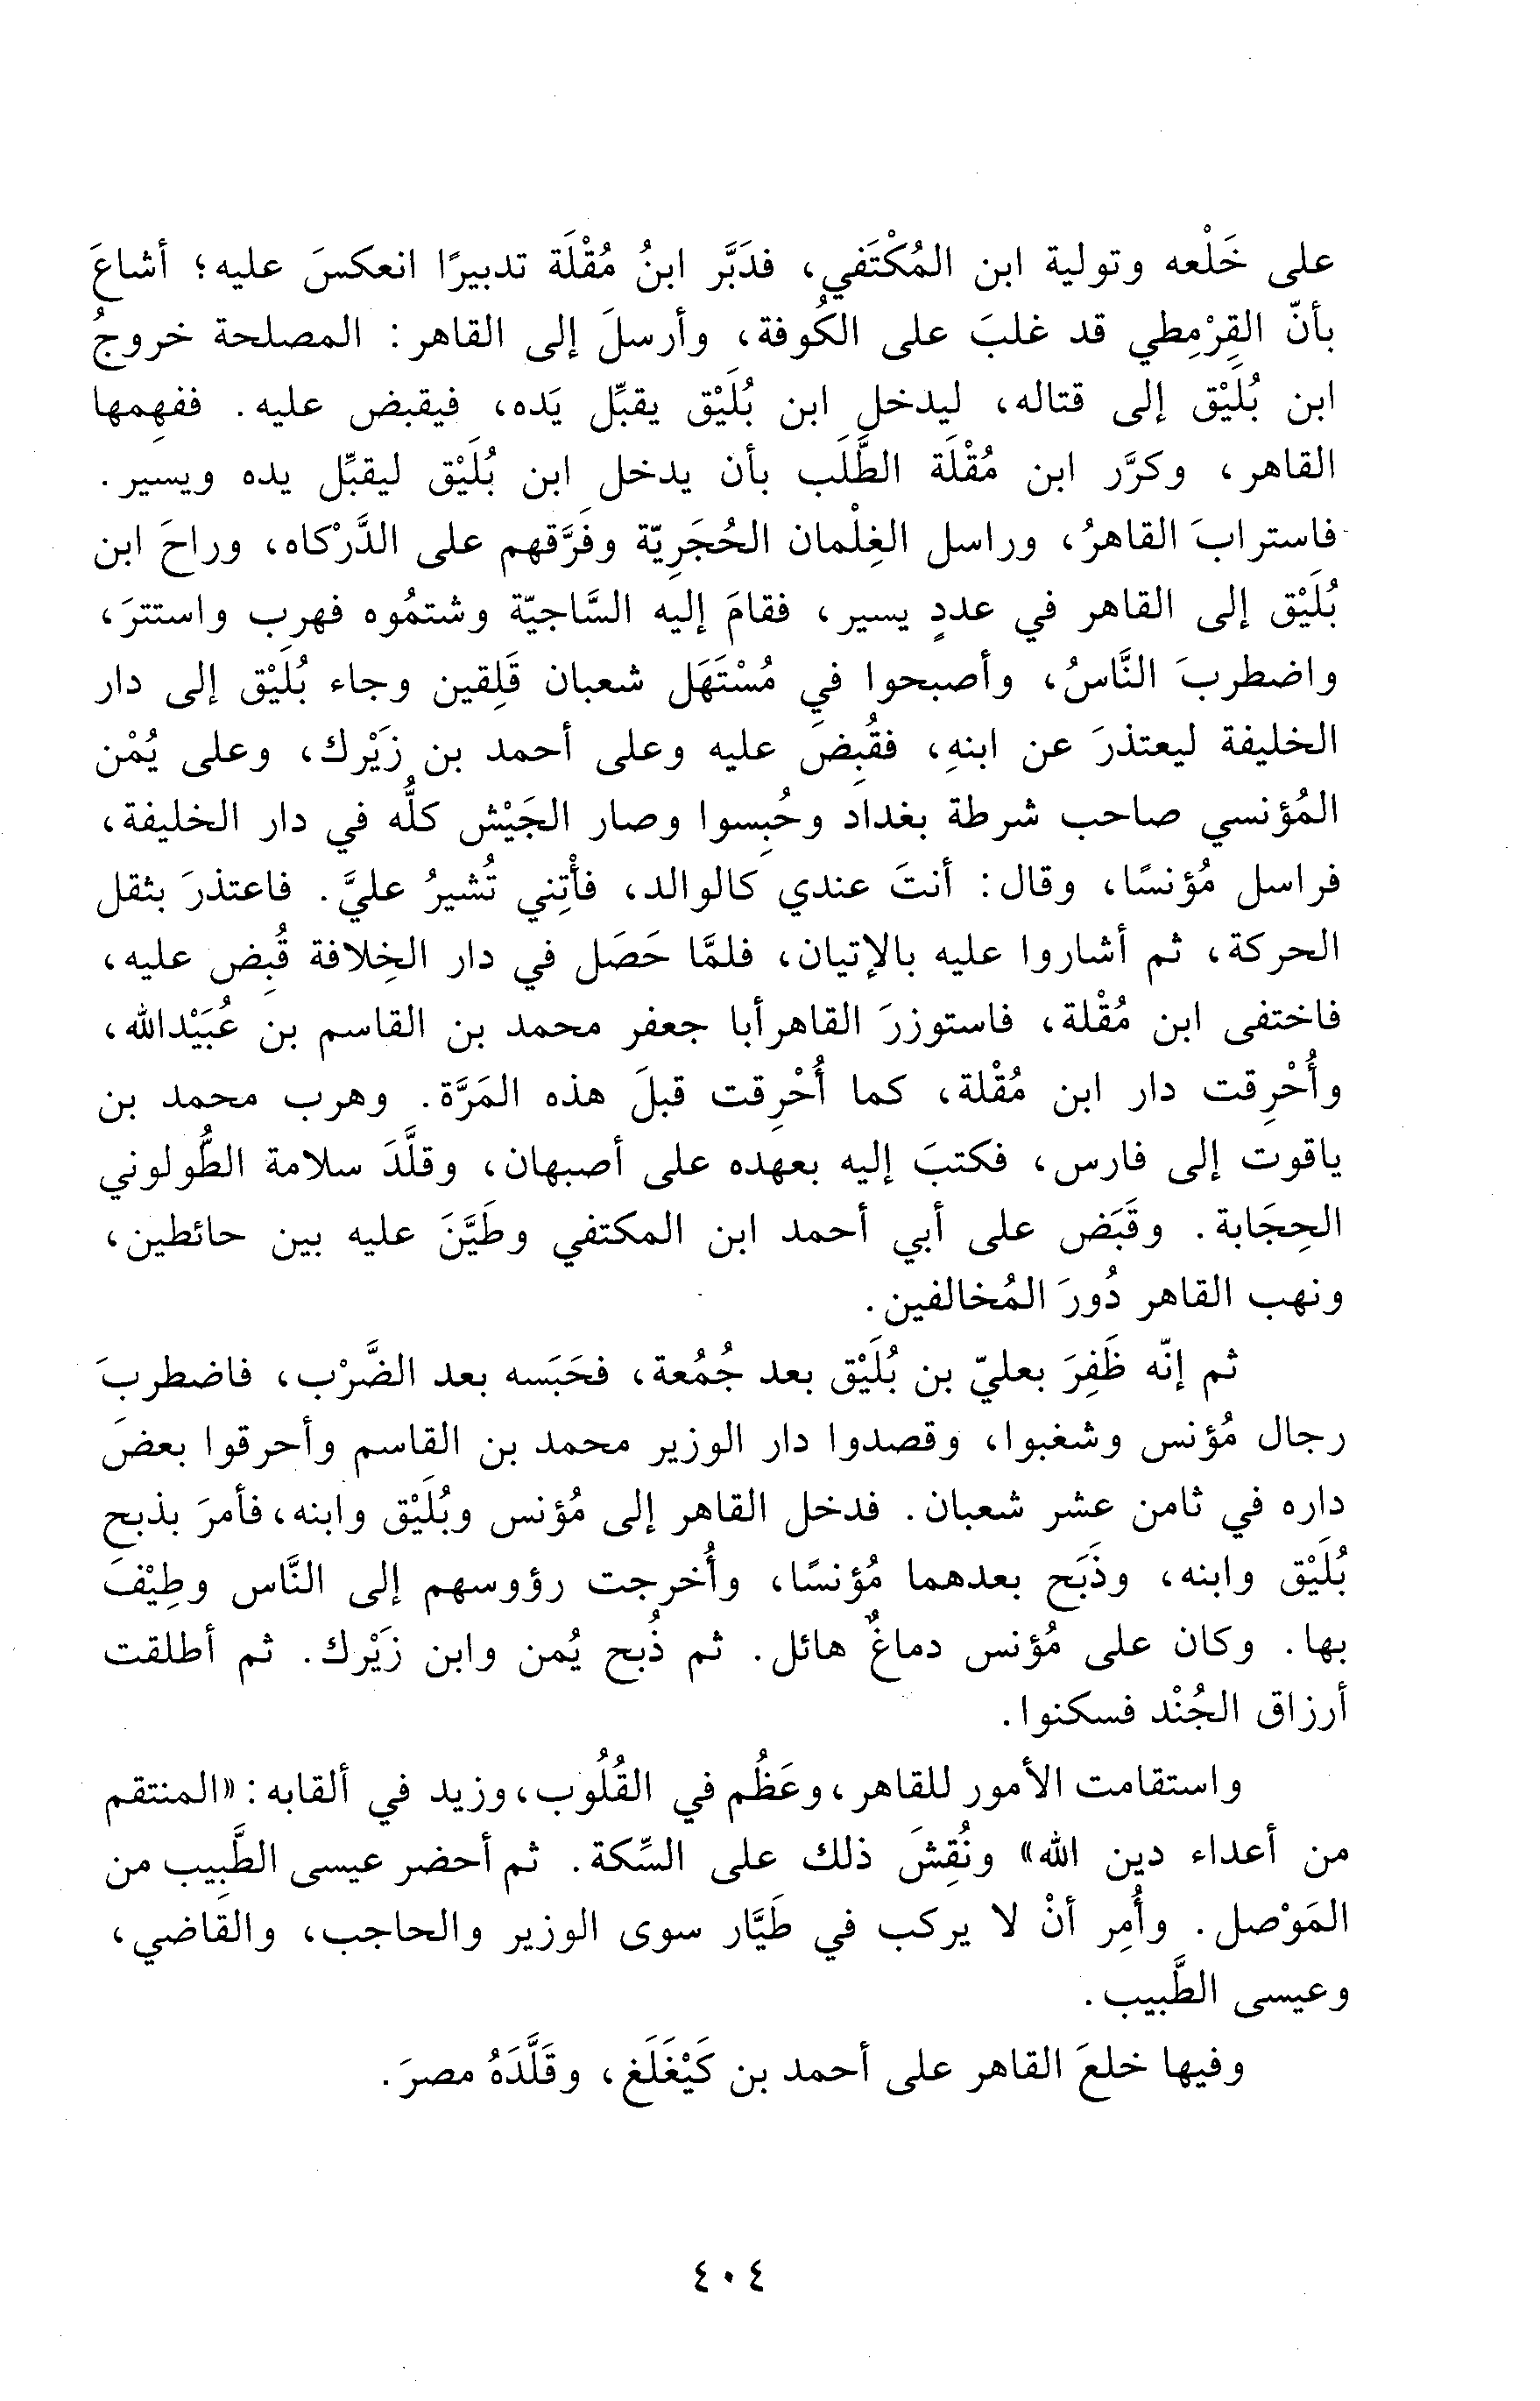 على خَلْعه وتولية ابن المُكْتَفي، فدَبَّر ابنُ مُقْلَة تدبيرًا انعكسَ عليه؛ أشاعَ
بأنّ القِرْمِطي قد غلبَ على الكُوفة، وأرسلَ إلى القاهر: المصلحة خروجُ
ابن بُلَيْق إلى قتاله، ليدخل ابن بُلَيْق يقبِّل يَده، فيقبض عليه. ففهِمها
القاهر، وكرَّر ابن مُقْلَة الطَّلَب بأن يدخل ابن بُلَيْق ليقبِّل يده ويسير.
فاسترابَ القاهرُ، وراسل الغِلْمان الحُجَرِيّة وفَرَّقهم على الدَّرْكاه، وراحَ ابن
بُلَيْق إلى القاهر في عددٍ يسير، فقامَ إليه السَّاجيّة وشتمُوه فهرب واستترَ،
واضطربَ النَّاسُ، وأصبحوا في مُسْتَهَل شعبان قَلِقين وجاء بُلَيْق إلى دار
الخليفة ليعتذرَ عن ابنهِ، فقُبِضَ عليه وعلى أحمد بن زَيْرك، وعلى يُمْن
المُؤنسي صاحب شرطة بغداد وحُبِسوا وصار الجَيْش كلُّه في دار الخليفة،
فراسل مُؤنسًا، وقال: أنتَ عندي كالوالد، فأْتِني تُشيرُ عليَّ. فاعتذرَ بثقل
الحركة، ثم أشاروا عليه بالإتيان، فلمَّا حَصَل في دار الخِلافة قُبِض عليه،
فاختفى ابن مُقْلة، فاستوزرَ القاهر أبا جعفر محمد بن القاسم بن عُبَيْدالله،
وأُحْرِقت دار ابن مُقْلة، كما أُحْرِقت قبلَ هذه المَرَّة. وهرب محمد بن
ياقوت إلى فارس، فكتبَ إليه بعهده على أصبهان، وقلَّدَ سلامة الطُّولوني
الحِجَابة. وقَبَض على أبي أحمد ابن المكتفي وطَيَّنَ عليه بين حائطين،
ونهب القاهر دُورَ المُخالفين.
ثم إنّه ظَفِرَ بعليّ بن بُلَيْق بعد جُمُعة، فحَبَسه بعد الضَّرْب، فاضطربَ
رجال مُؤنس وشغبوا، وقصدوا دار الوزير محمد بن القاسم وأحرقوا بعضَ
داره في ثامن عشر شعبان. فدخل القاهر إلى مُؤنس وبُلَيْق وابنه، فأمرَ بذبح
بُلَيْق وابنه، وذَبَح بعدهما مُؤنسًا، وأُخرجت رؤوسهم إلى النَّاس وطِيْفَ
بها. وكان على مُؤنس دماغٌ هائل. ثم ذُبح يُمن وابن زَيْرك. ثم أطلقت
أرزاق الجُنْد فسكنوا.
واستقامت الأمور للقاهر، وعَظُم في القُلُوب، وزيد في ألقابه: «المنتقم
من أعداء دين الله» ونُقِشَ ذلك على السِّكة. ثم أحضر عيسى الطَّبِيب من
المَوْصل. وأُمِر أنْ لا يركب في طَيَّار سوى الوزير والحاجب، والقاضي،
وعيسى الطَّبيب.
وفيها خلعَ القاهر على أحمد بن كَيْغَلَغ، وقَلَّدَهُ مصرَ.
٤٠٤